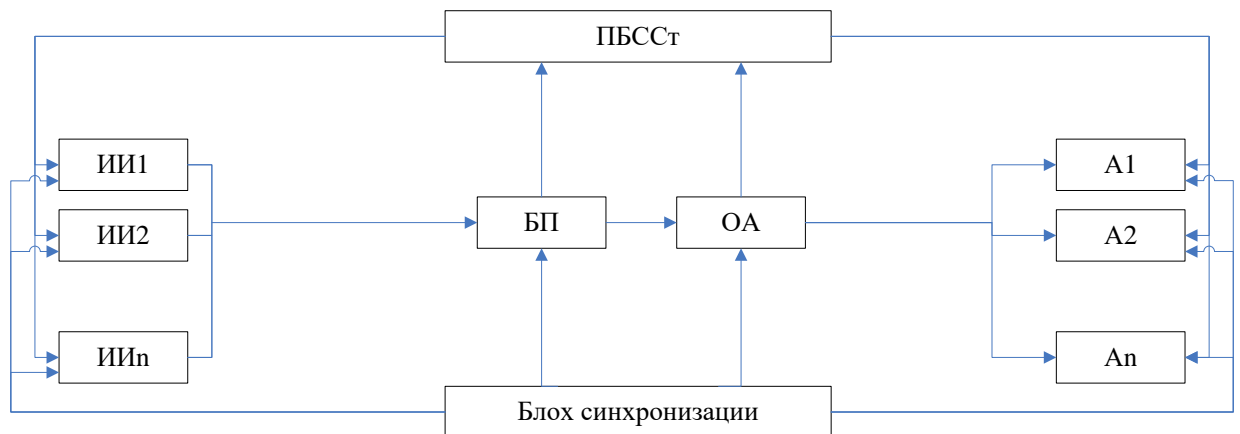 ПБССт
ИИ1
А1
БП
ОА
ИИ2
А2
ИИn
Аn
Блох синхронизации